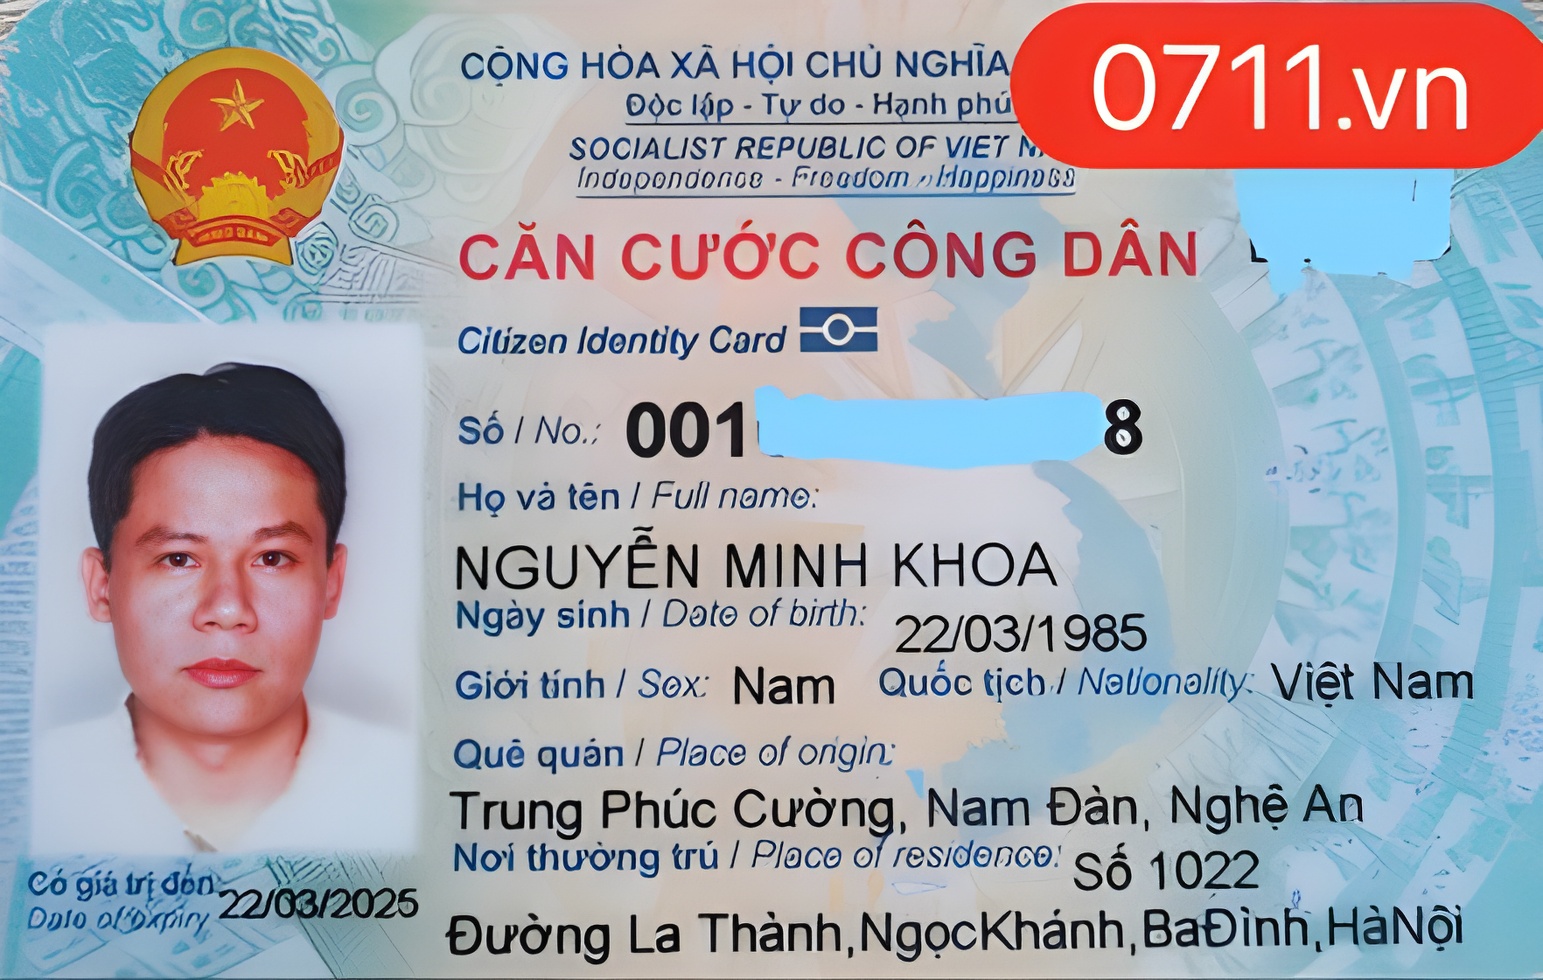 0711.vn
CỘNG HÒA XÃ HỘI CHỦ NGHĨA
Độc lập - Tự do - Hạnh phú
SOCIALIST REPUBLIC OF VIET
Independence - Freedom - Happiness
CĂN CƯỚC CÔNG DÂN
Citizen Identity Card
Số / No.: 001 8
Họ và tên / Full name:
NGUYỄN MINH KHOA
Ngày sinh / Date of birth: 22/03/1985
Giới tính / Sex: Nam Quốc tịch / Nationality: Việt Nam
Quê quán / Place of origin:
Trung Phúc Cường, Nam Đàn, Nghệ An
Nơi thường trú / Place of residence: Số 1022
Đường La Thành,NgọcKhánh,BaĐình,HàNội
Có giá trị đến: 22/03/2025
Date of expiry